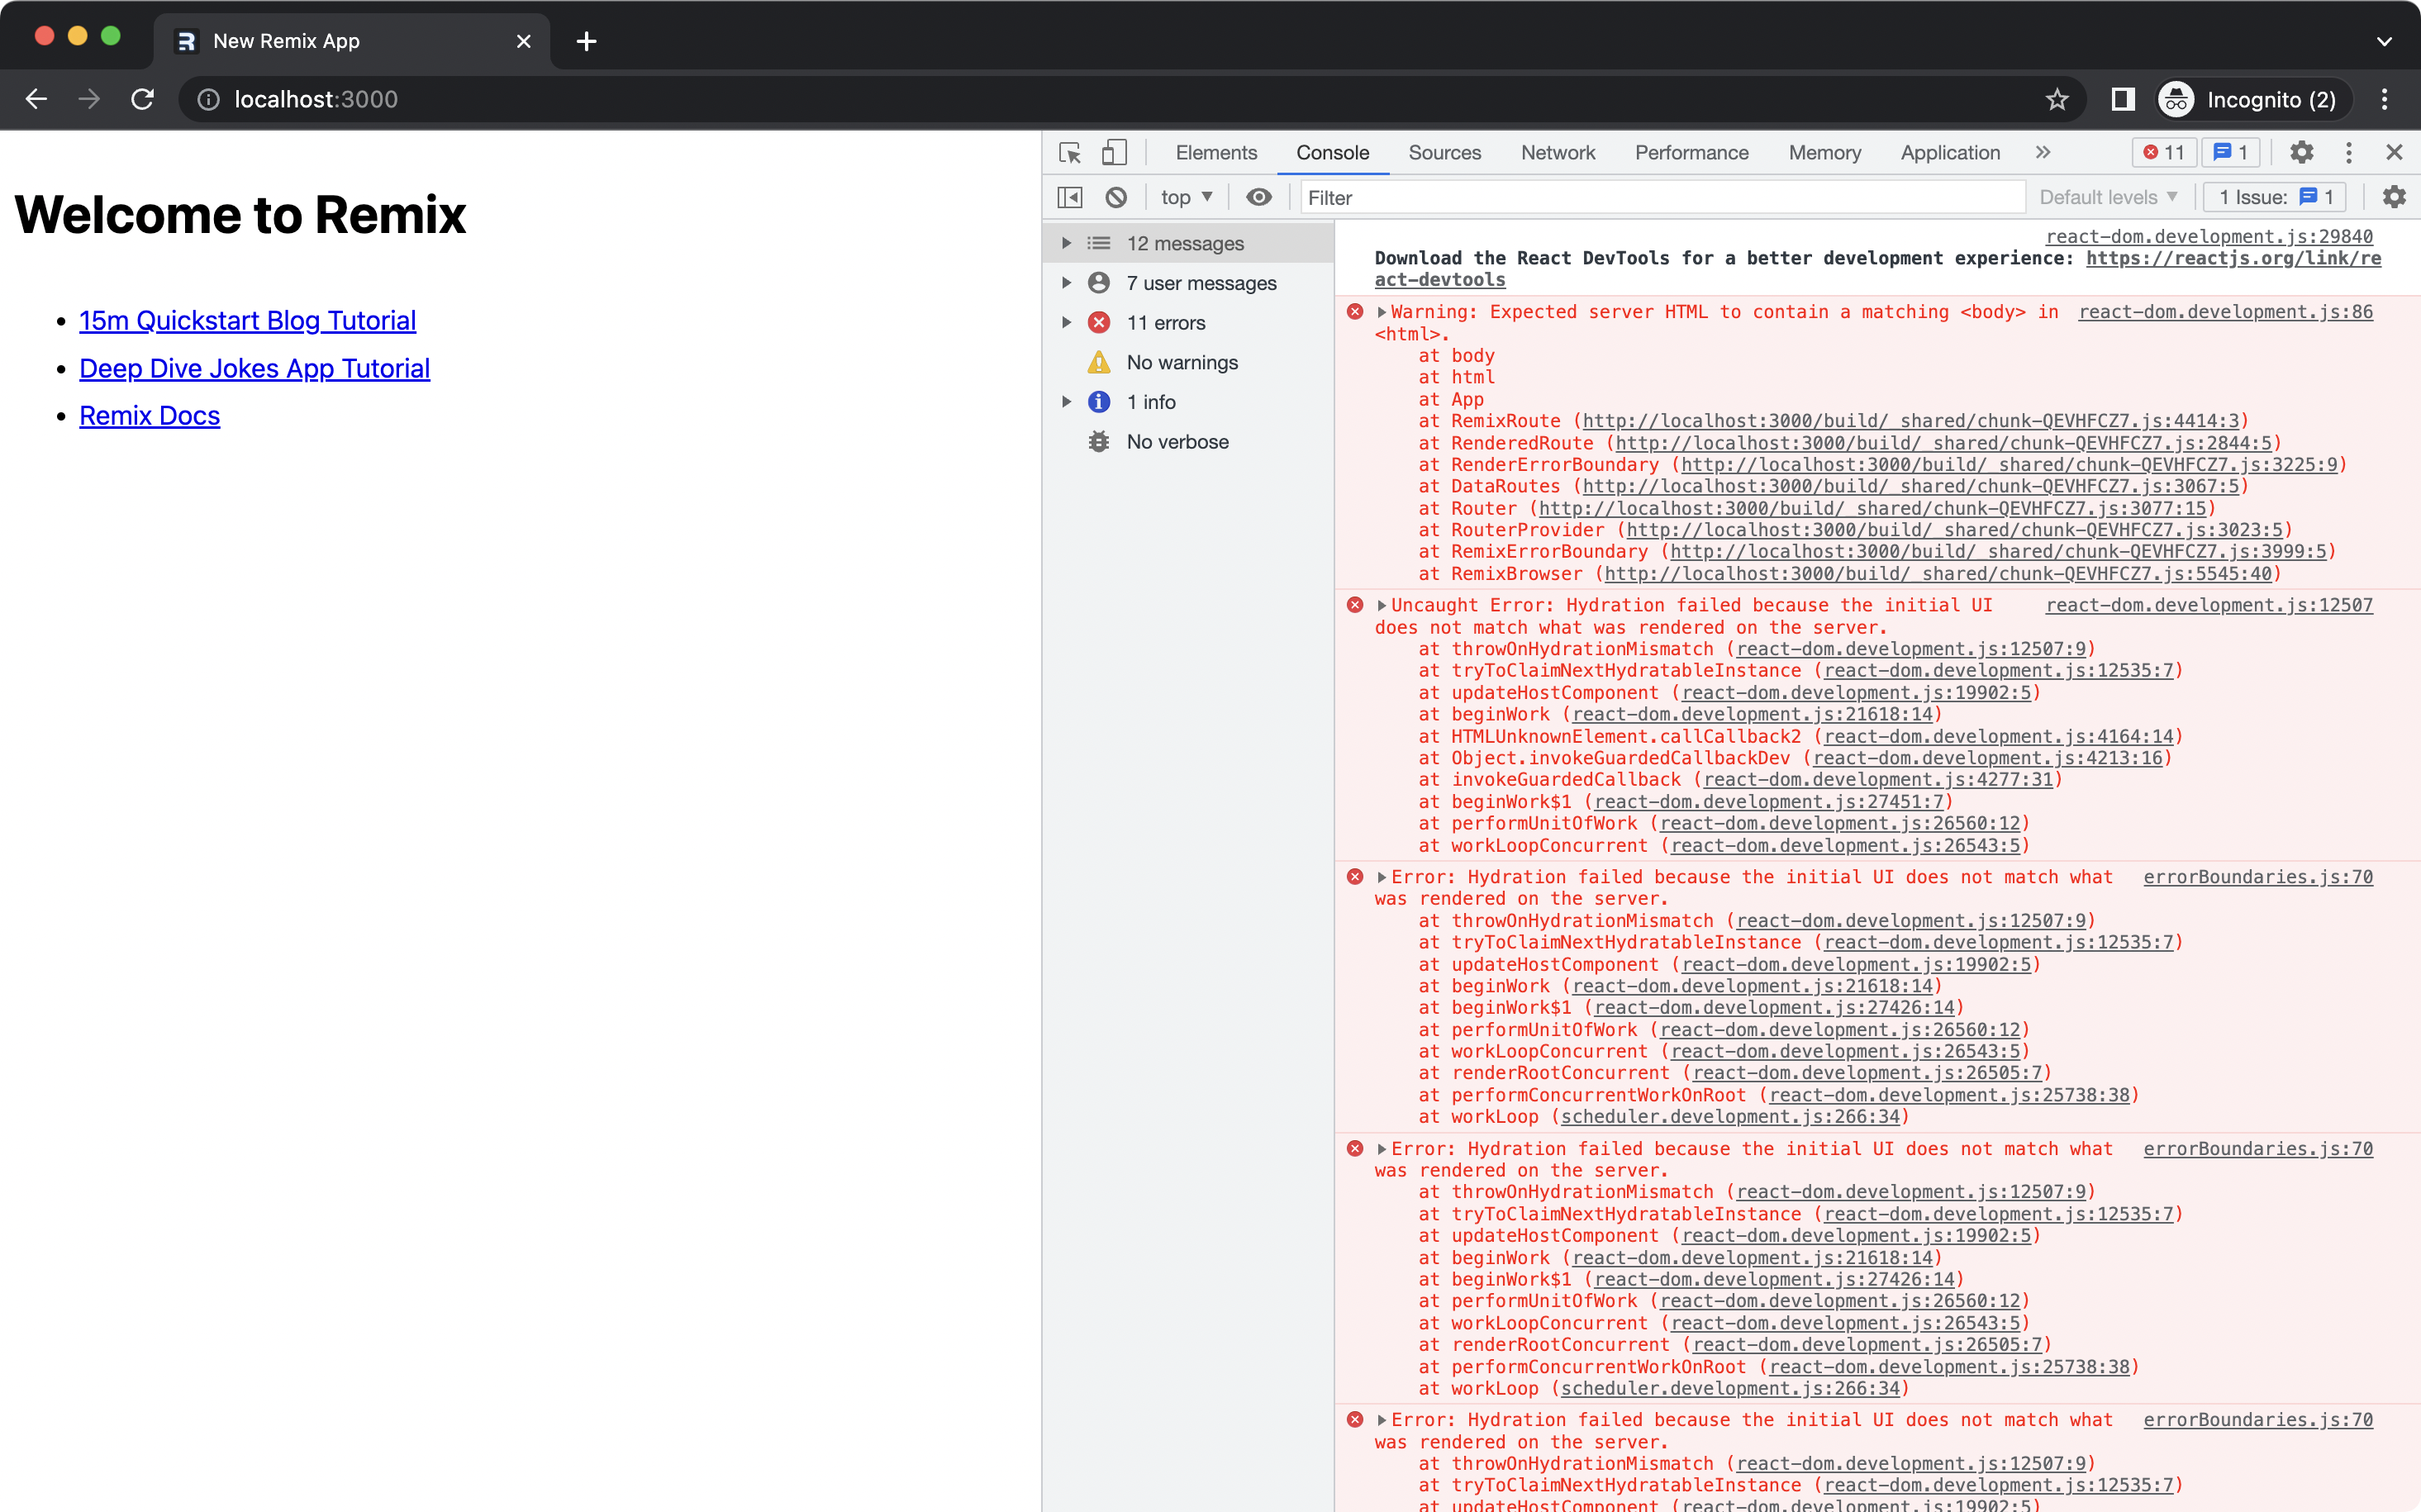 New Remix App
localhost:3000
Incognito (2)
Welcome to Remix
15m Quickstart Blog Tutorial
Deep Dive Jokes App Tutorial
Remix Docs
Elements Console Sources Network Performance Memory Application 11 1
top Filter Default levels 1 Issue: 1
12 messages
7 user messages
11 errors
No warnings
1 info
No verbose
react-dom.development.js:29840
Download the React DevTools for a better development experience: https://reactjs.org/link/re
act-devtools
Warning: Expected server HTML to contain a matching <body> in react-dom.development.js:86
<html>.
at body
at html
at App
at RemixRoute (http://localhost:3000/build/_shared/chunk-QEVHFCZ7.js:4414:3)
at RenderedRoute (http://localhost:3000/build/_shared/chunk-QEVHFCZ7.js:2844:5)
at RenderErrorBoundary (http://localhost:3000/build/_shared/chunk-QEVHFCZ7.js:3225:9)
at DataRoutes (http://localhost:3000/build/_shared/chunk-QEVHFCZ7.js:3067:5)
at Router (http://localhost:3000/build/_shared/chunk-QEVHFCZ7.js:3077:15)
at RouterProvider (http://localhost:3000/build/_shared/chunk-QEVHFCZ7.js:3023:5)
at RemixErrorBoundary (http://localhost:3000/build/_shared/chunk-QEVHFCZ7.js:3999:5)
at RemixBrowser (http://localhost:3000/build/_shared/chunk-QEVHFCZ7.js:5545:40)
Uncaught Error: Hydration failed because the initial UI react-dom.development.js:12507
does not match what was rendered on the server.
at throwOnHydrationMismatch (react-dom.development.js:12507:9)
at tryToClaimNextHydratableInstance (react-dom.development.js:12535:7)
at updateHostComponent (react-dom.development.js:19902:5)
at beginWork (react-dom.development.js:21618:14)
at HTMLUnknownElement.callCallback2 (react-dom.development.js:4164:14)
at Object.invokeGuardedCallbackDev (react-dom.development.js:4213:16)
at invokeGuardedCallback (react-dom.development.js:4277:31)
at beginWork$1 (react-dom.development.js:27451:7)
at performUnitOfWork (react-dom.development.js:26560:12)
at workLoopConcurrent (react-dom.development.js:26543:5)
Error: Hydration failed because the initial UI does not match what errorBoundaries.js:70
was rendered on the server.
at throwOnHydrationMismatch (react-dom.development.js:12507:9)
at tryToClaimNextHydratableInstance (react-dom.development.js:12535:7)
at updateHostComponent (react-dom.development.js:19902:5)
at beginWork (react-dom.development.js:21618:14)
at beginWork$1 (react-dom.development.js:27426:14)
at performUnitOfWork (react-dom.development.js:26560:12)
at workLoopConcurrent (react-dom.development.js:26543:5)
at renderRootConcurrent (react-dom.development.js:26505:7)
at performConcurrentWorkOnRoot (react-dom.development.js:25738:38)
at workLoop (scheduler.development.js:266:34)
Error: Hydration failed because the initial UI does not match what errorBoundaries.js:70
was rendered on the server.
at throwOnHydrationMismatch (react-dom.development.js:12507:9)
at tryToClaimNextHydratableInstance (react-dom.development.js:12535:7)
at updateHostComponent (react-dom.development.js:19902:5)
at beginWork (react-dom.development.js:21618:14)
at beginWork$1 (react-dom.development.js:27426:14)
at performUnitOfWork (react-dom.development.js:26560:12)
at workLoopConcurrent (react-dom.development.js:26543:5)
at renderRootConcurrent (react-dom.development.js:26505:7)
at performConcurrentWorkOnRoot (react-dom.development.js:25738:38)
at workLoop (scheduler.development.js:266:34)
Error: Hydration failed because the initial UI does not match what errorBoundaries.js:70
was rendered on the server.
at throwOnHydrationMismatch (react-dom.development.js:12507:9)
at tryToClaimNextHydratableInstance (react-dom.development.js:12535:7)
at updateHostComponent (react-dom.development.js:19902:5)